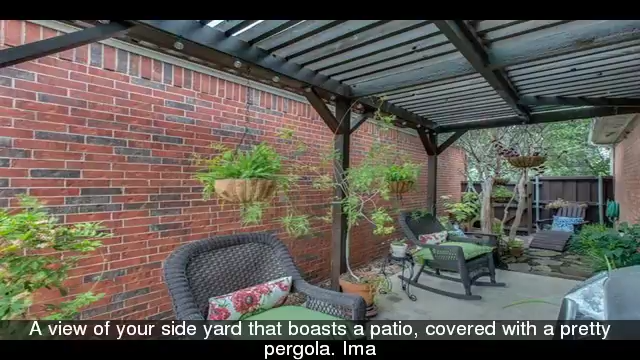 A view of your side yard that boasts a patio, covered with a pretty
pergola. Ima